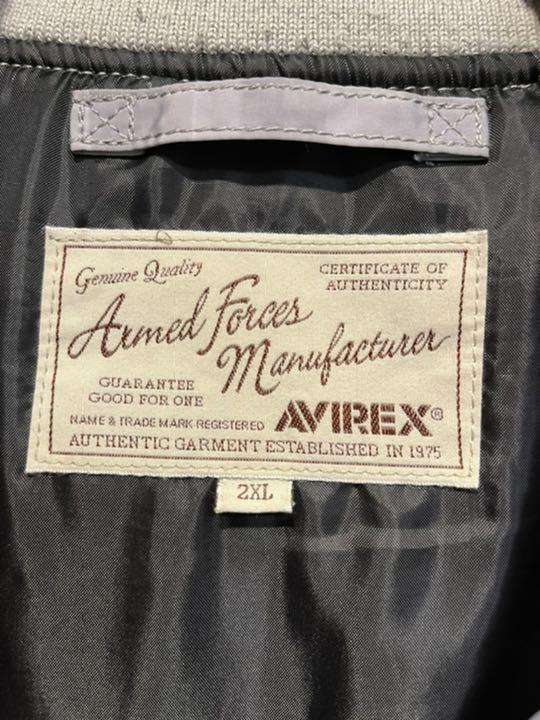 Genuine Quality
CERTIFICATE OF
AUTHENTICITY
Armed Forces
Manufacturer
GUARANTEE
GOOD FOR ONE
NAME & TRADE MARK REGISTERED
AVIREX®
AUTHENTIC GARMENT ESTABLISHED IN 1975
2XL